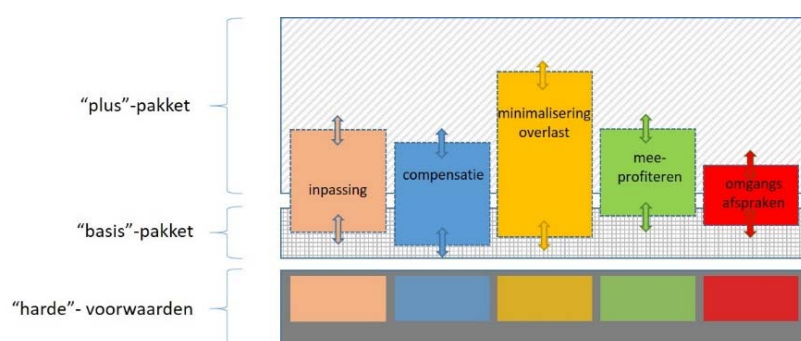 “plus”-pakket
minimalisering
overlast
mee-
profiteren
compensatie
inpassing
omgangs
afspraken
“basis”-pakket
“harde”- voorwaarden